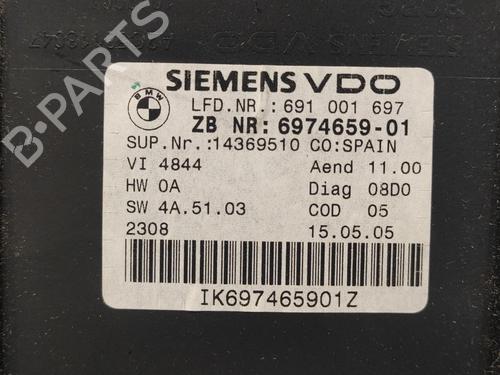 SIEMENS VDO
BMW
LFD.NR.:691 001 697
ZB NR: 6974659-01
SUP.Nr.:14369510 CO:SPAIN
VI 4844 Aend 11.00
HW 0A Diag 08D0
SW 4A.51.03 COD 05
2308 15.05.05
IK697465901Z
B-PARTS